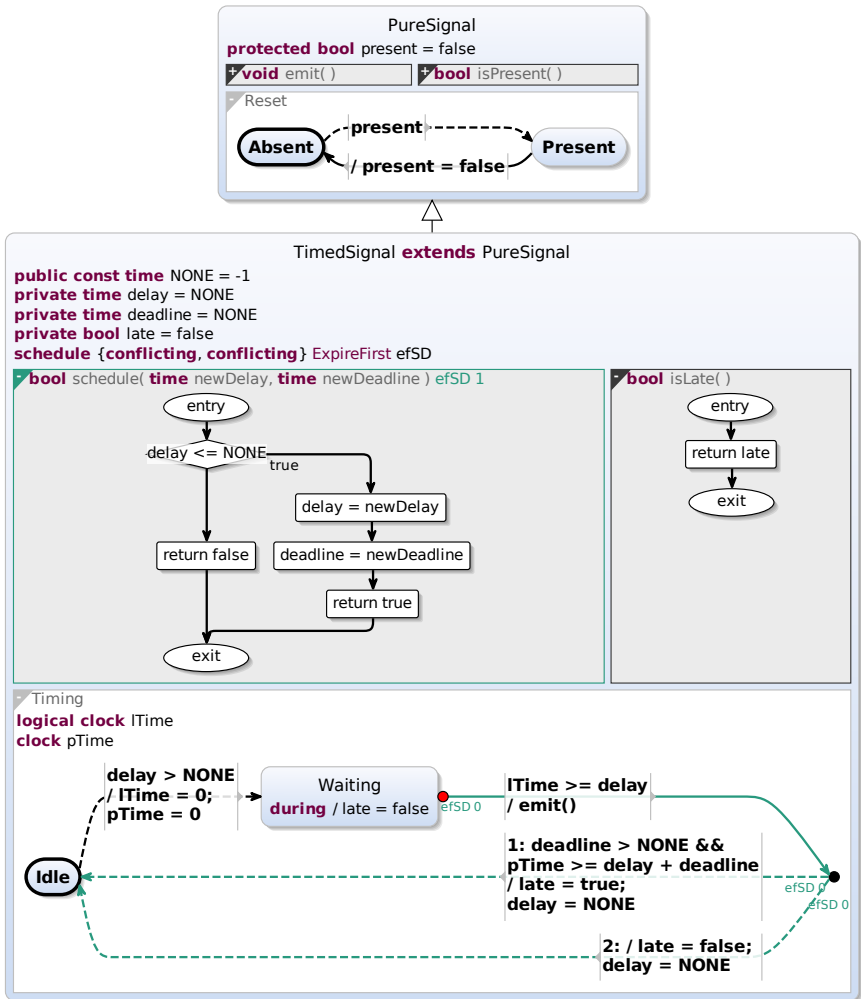 PureSignal
protected bool present = false
+ void emit( )
+ bool isPresent( )
- Reset
present
Absent
Present
/ present = false
TimedSignal extends PureSignal
public const time NONE = -1
private time delay = NONE
private time deadline = NONE
private bool late = false
schedule {conflicting, conflicting} ExpireFirst efSD
- bool schedule( time newDelay, time newDeadline ) efSD 1
entry
delay <= NONE
true
delay = newDelay
return false
deadline = newDeadline
return true
exit
- bool isLate( )
entry
return late
exit
- Timing
logical clock lTime
clock pTime
delay > NONE
/ lTime = 0;
pTime = 0
Waiting
during / late = false
efSD 0
lTime >= delay
/ emit()
1: deadline > NONE &&
pTime >= delay + deadline
/ late = true;
delay = NONE
Idle
efSD 0
efSD 0
2: / late = false;
delay = NONE